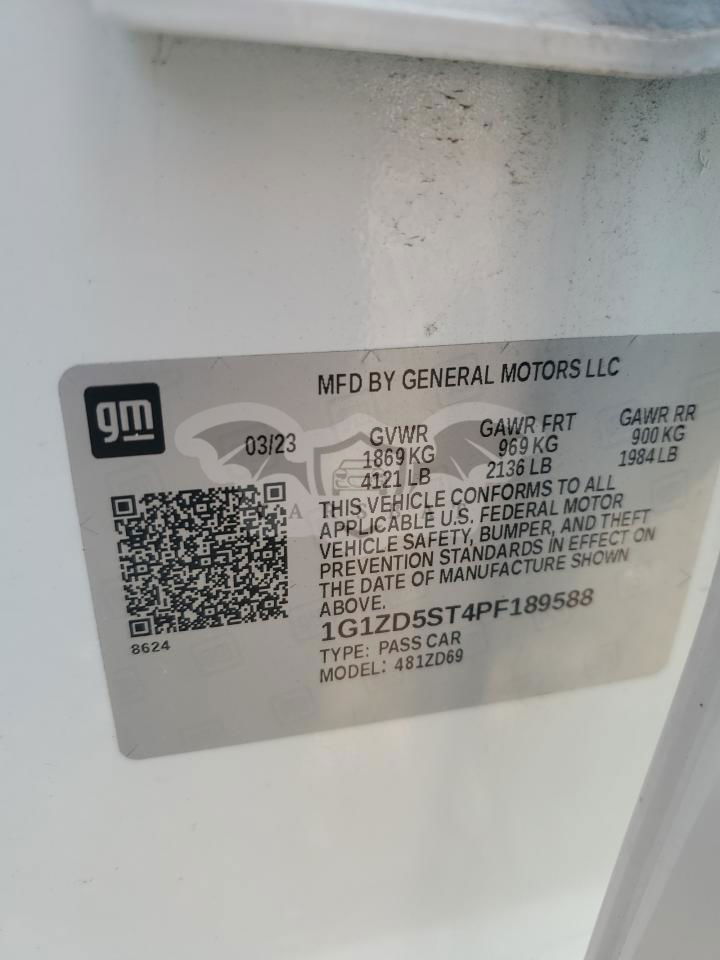 MFD BY GENERAL MOTORS LLC
gm
03/23
GVWR
1869 KG
4121 LB
GAWR FRT
969 KG
2136 LB
GAWR RR
900 KG
1984 LB
THIS VEHICLE CONFORMS TO ALL
APPLICABLE U.S. FEDERAL MOTOR
VEHICLE SAFETY, BUMPER, AND THEFT
PREVENTION STANDARDS IN EFFECT ON
THE DATE OF MANUFACTURE SHOWN
ABOVE.
1G1ZD5ST4PF189588
TYPE: PASS CAR
MODEL: 481ZD69
8624